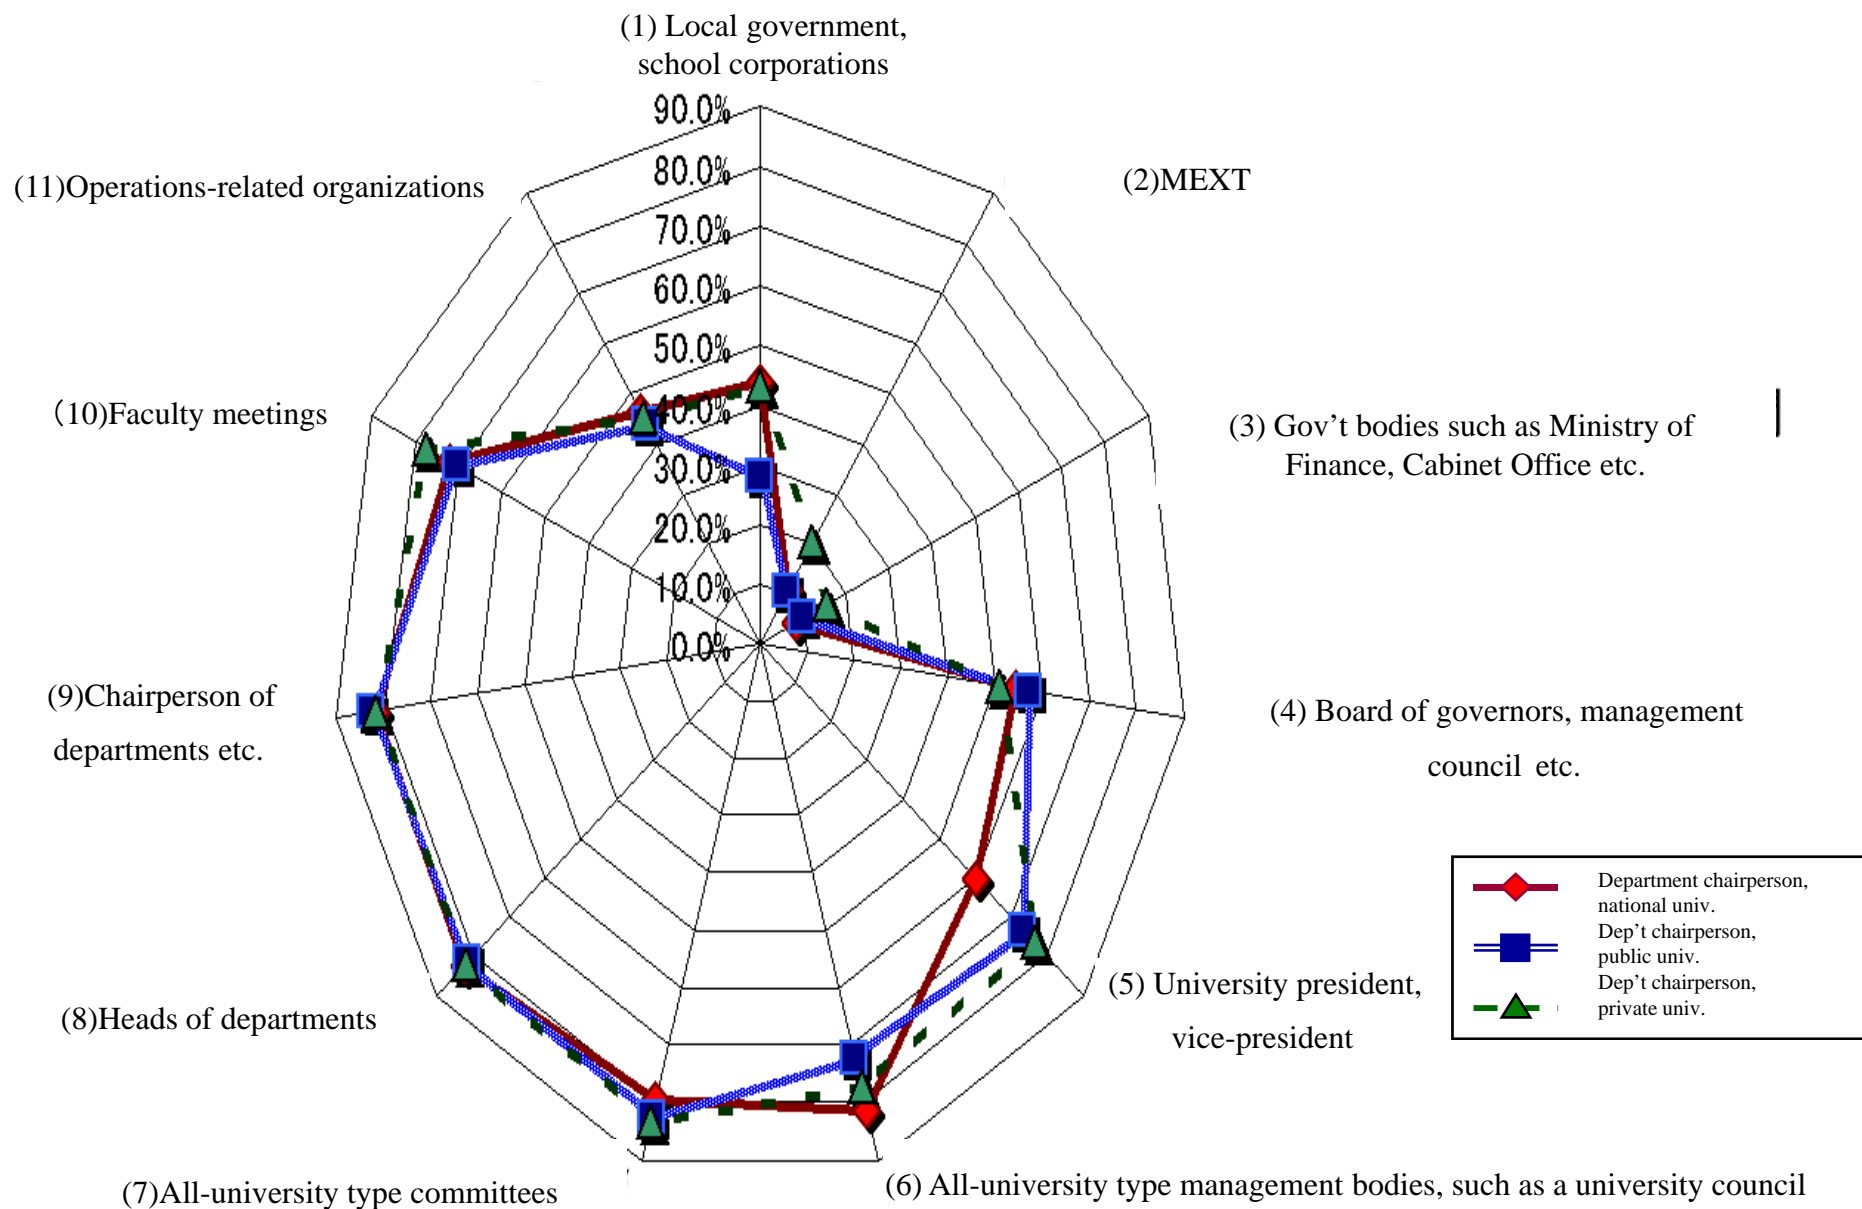 (1) Local government,
school corporations
90.0%
80.0%
70.0%
60.0%
50.0%
40.0%
30.0%
20.0%
10.0%
0.0%
(2)MEXT
(3) Gov't bodies such as Ministry of
Finance, Cabinet Office etc.
(4) Board of governors, management
council etc.
(5) University president,
vice-president
(6) All-university type management bodies, such as a university council
(7)All-university type committees
(8)Heads of departments
(9)Chairperson of
departments etc.
(10)Faculty meetings
(11)Operations-related organizations
Department chairperson,
national univ.
Dep't chairperson,
public univ.
Dep't chairperson,
private univ.